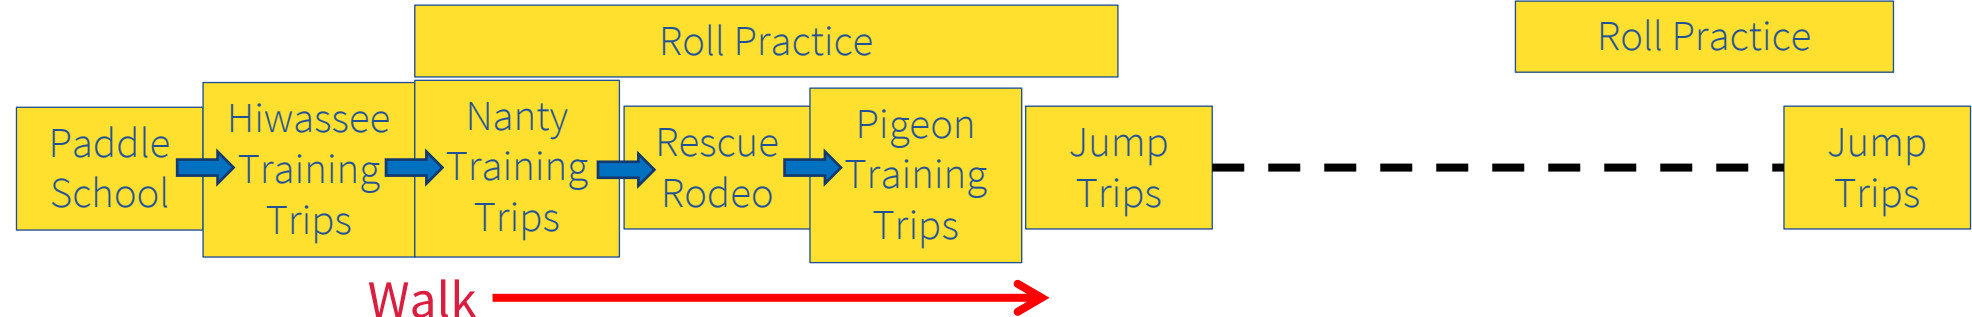 Roll Practice
Roll Practice
Paddle
School
Hiwassee
Training
Trips
Nanty
Training
Trips
Rescue
Rodeo
Pigeon
Training
Trips
Jump
Trips
Jump
Trips
Walk